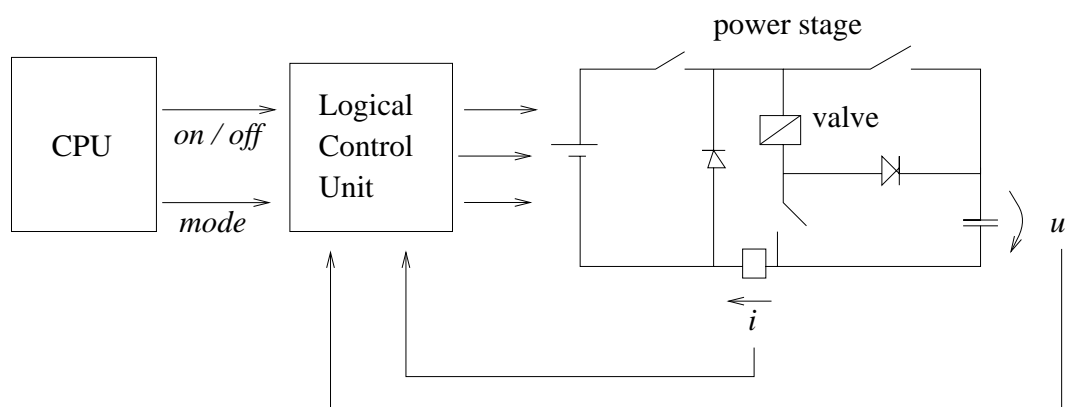 power stage
CPU
on / off
mode
Logical
Control
Unit
valve
u
i